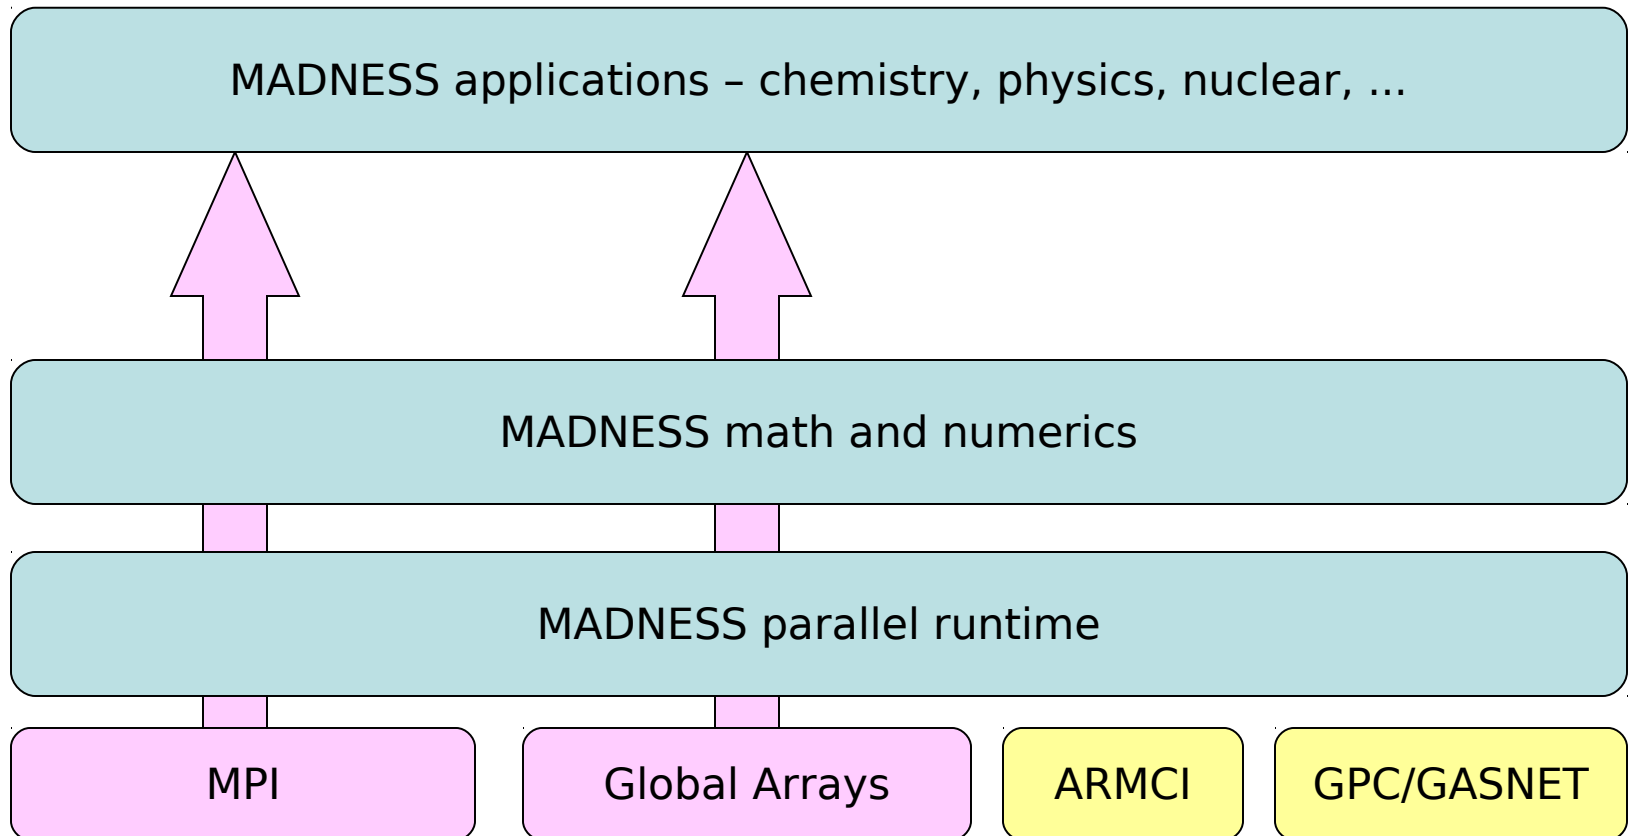 MADNESS applications – chemistry, physics, nuclear, ...
MADNESS math and numerics
MADNESS parallel runtime
MPI
Global Arrays
ARMCI
GPC/GASNET